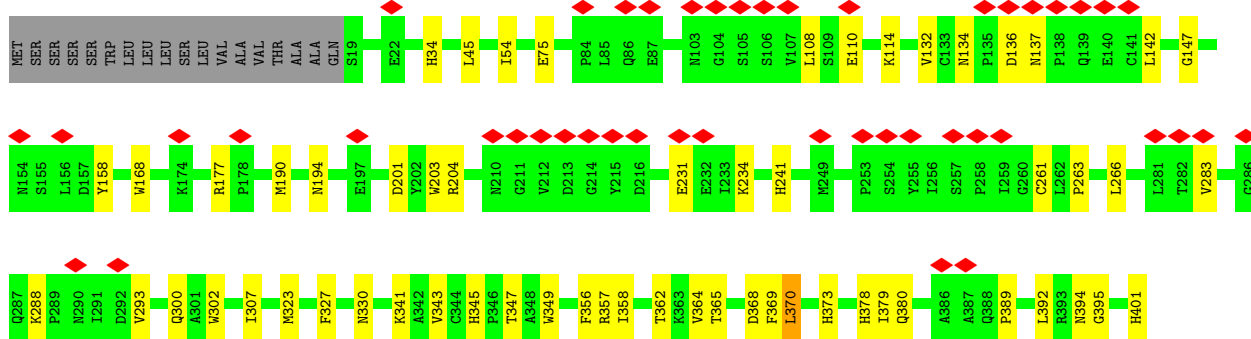 MET SER SER SER SER TRP LEU LEU LEU SER LEU VAL ALA VAL THR ALA ALA GLN S19 E22 H34 L45 I54 E75 P84 L85 Q86 E87 N103 G104 S105 S106 V107 L108 S109 E110 K114 V132 C133 N134 P135 D136 N137 P138 Q139 E140 C141 L142 G147
N154 S155 L156 D157 Y158 W168 K174 R177 P178 M190 N194 E197 D201 Y202 W203 R204 N210 G211 V212 D213 G214 Y215 D216 E231 E232 I233 K234 H241 M249 P253 S254 Y255 I256 S257 P258 I259 G260 C261 L262 P263 L266 L281 T282 V283 G286
Q287 K288 P289 N290 I291 D292 V293 Q300 A301 W302 I307 M323 F327 N330 K341 A342 V343 C344 H345 P346 T347 A348 W349 F356 R357 I358 T362 K363 V364 T365 D368 F369 L370 H373 H378 I379 Q380 A386 A387 Q388 P389 L392 R393 N394 G395 H401